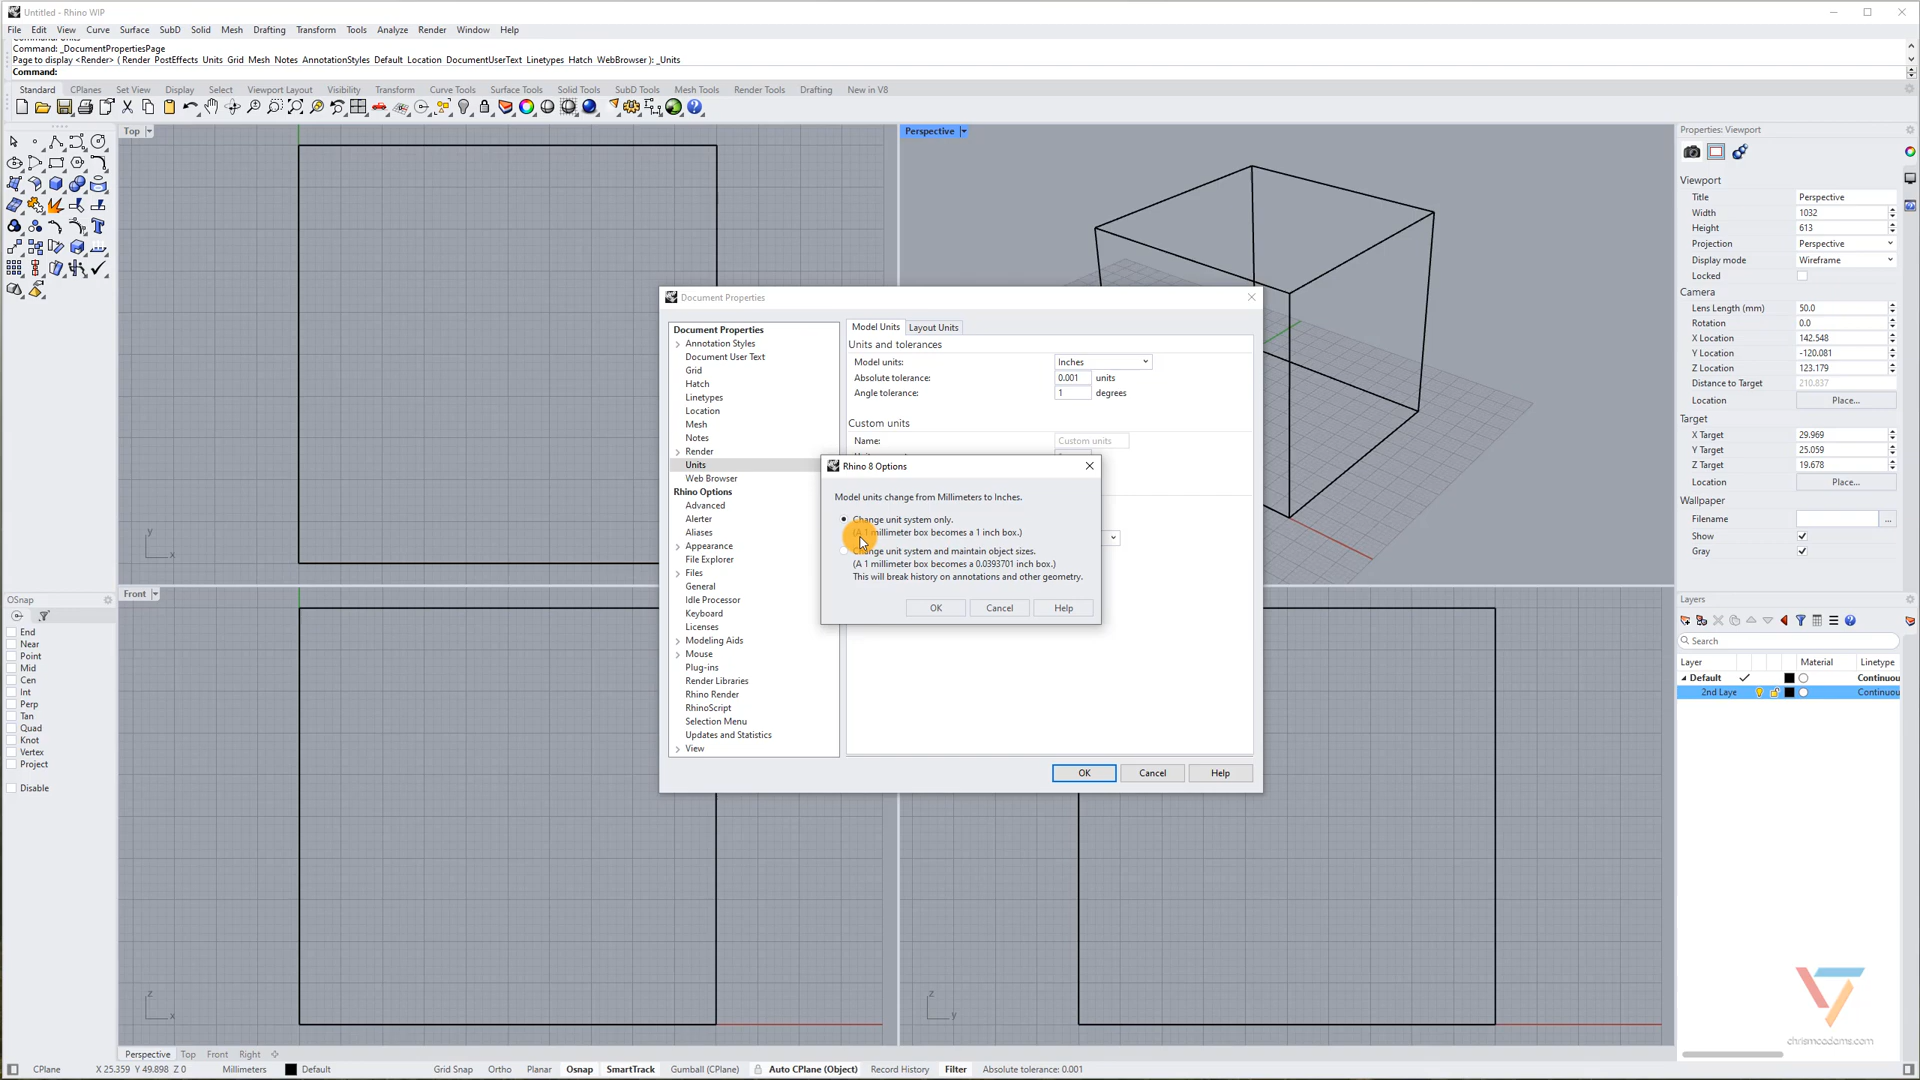 Untitled - Rhino WIP
File Edit View Curve Surface SubD Solid Mesh Drafting Transform Tools Analyze Render Window Help
Command: _DocumentPropertiesPage
Page to display <Render> ( Render PostEffects Units Grid Mesh Notes AnnotationStyles Default Location DocumentUserText Linetypes Hatch WebBrowser ): _Units
Command:
Standard CPlanes Set View Display Select Viewport Layout Visibility Transform Curve Tools Surface Tools Solid Tools SubD Tools Mesh Tools Render Tools Drafting New in V8
Top
Perspective
Front
y
x
z
x
z
y
OSnap
End
Near
Point
Mid
Cen
Int
Perp
Tan
Quad
Knot
Vertex
Project
Disable
Document Properties
Document Properties
Annotation Styles
Document User Text
Grid
Hatch
Linetypes
Location
Mesh
Notes
Render
Units
Web Browser
Rhino Options
Advanced
Alerter
Aliases
Appearance
File Explorer
Files
General
Idle Processor
Keyboard
Licenses
Modeling Aids
Mouse
Plug-ins
Render Libraries
Rhino Render
RhinoScript
Selection Menu
Updates and Statistics
View
Model Units Layout Units
Units and tolerances
Model units: Inches
Absolute tolerance: 0.001 units
Angle tolerance: 1 degrees
Custom units
Name: Custom units
Rhino 8 Options
Model units change from Millimeters to Inches.
Change unit system only.
(A 1 millimeter box becomes a 1 inch box.)
Change unit system and maintain object sizes.
(A 1 millimeter box becomes a 0.0393701 inch box.)
This will break history on annotations and other geometry.
OK Cancel Help
OK Cancel Help
Properties: Viewport
Viewport
Title Perspective
Width 1032
Height 613
Projection Perspective
Display mode Wireframe
Locked
Camera
Lens Length (mm) 50.0
Rotation 0.0
X Location 142.548
Y Location -120.081
Z Location 123.179
Distance to Target 210.837
Location Place...
Target
X Target 29.969
Y Target 25.059
Z Target 19.678
Location Place...
Wallpaper
Filename ...
Show
Gray
Layers
Search
Layer Material Linetype
Default Continuou
2nd Laye Continuou
chrismcadams.com
Perspective Top Front Right
CPlane X 25.359 Y 49.898 Z 0 Millimeters Default Grid Snap Ortho Planar Osnap SmartTrack Gumball (CPlane) Auto CPlane (Object) Record History Filter Absolute tolerance: 0.001